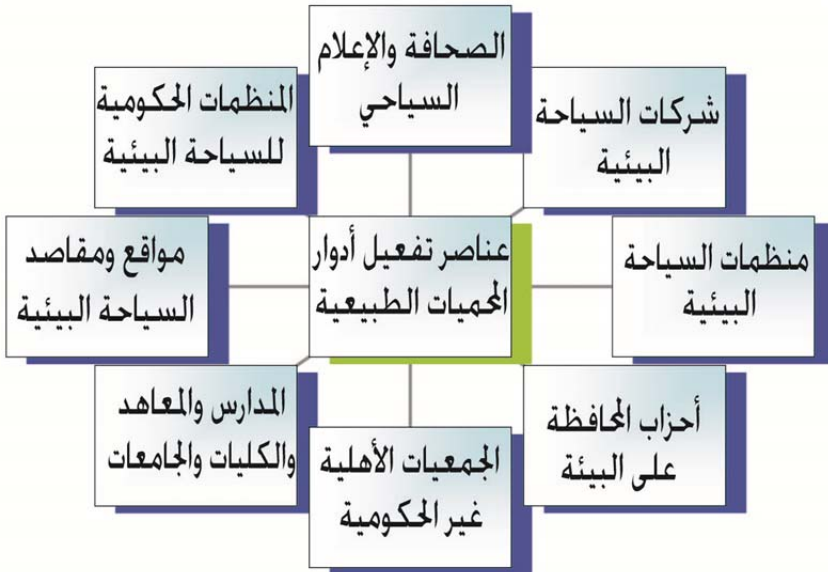 الصحافة والإعلام
السياحي
شركات السياحة
البيئية
المنظمات الحكومية
للسياحة البيئية
منظمات السياحة
البيئية
عناصر تفعيل أدوار
المحميات الطبيعية
مواقع ومقاصد
السياحة البيئية
أحزاب المحافظة
على البيئة
الجمعيات الأهلية
غير الحكومية
المدارس والمعاهد
والكليات والجامعات